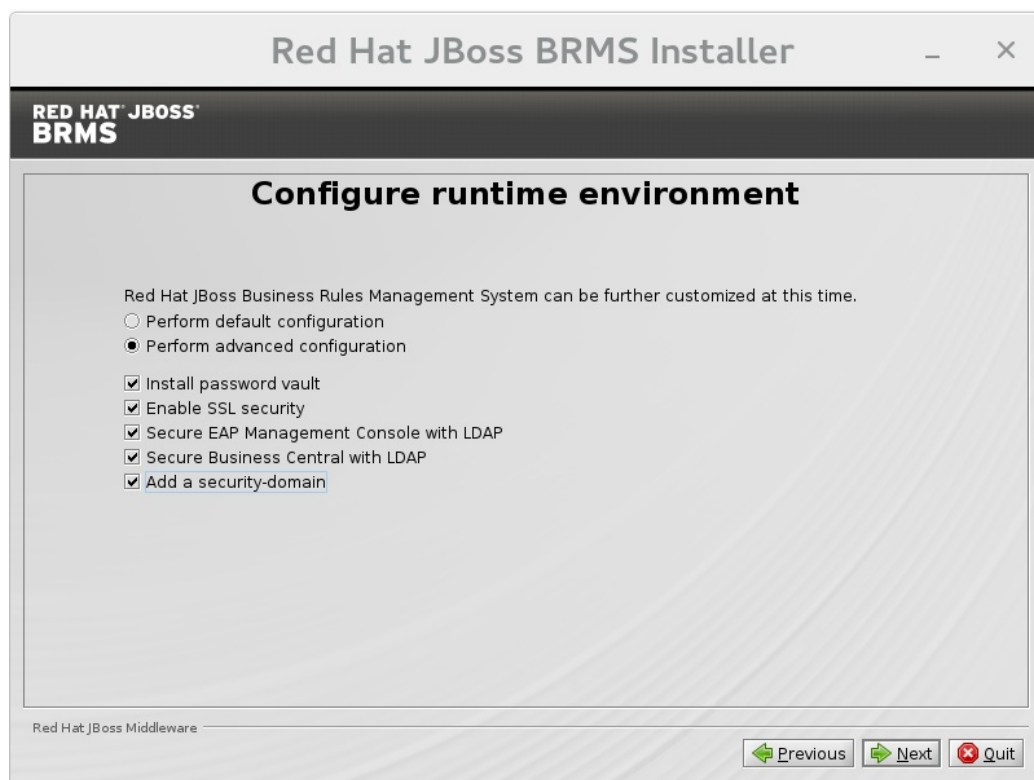 Red Hat JBoss BRMS Installer
RED HAT® JBOSS®
BRMS
Configure runtime environment
Red Hat JBoss Business Rules Management System can be further customized at this time.
Perform default configuration
Perform advanced configuration
Install password vault
Enable SSL security
Secure EAP Management Console with LDAP
Secure Business Central with LDAP
Add a security-domain
Red Hat JBoss Middleware
Previous
Next
Quit